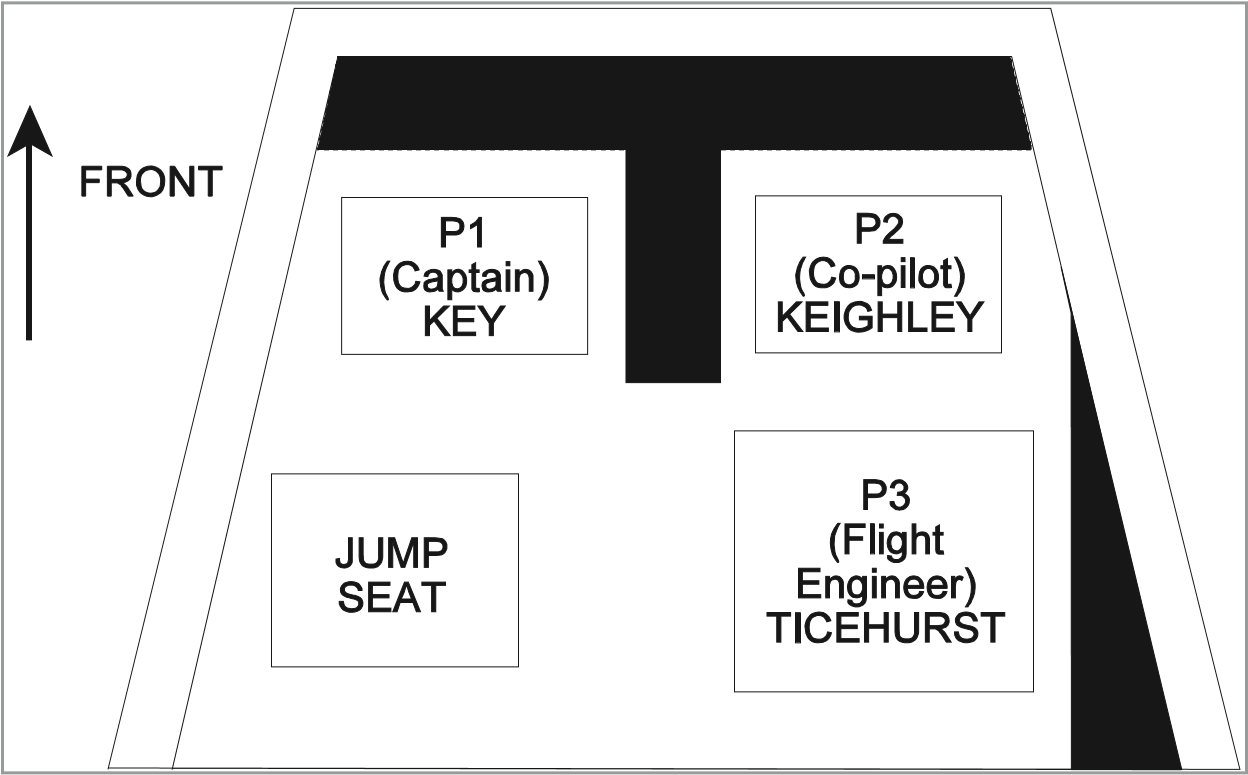 FRONT
P1
(Captain)
KEY
P2
(Co-pilot)
KEIGHLEY
JUMP
SEAT
P3
(Flight
Engineer)
TICEHURST